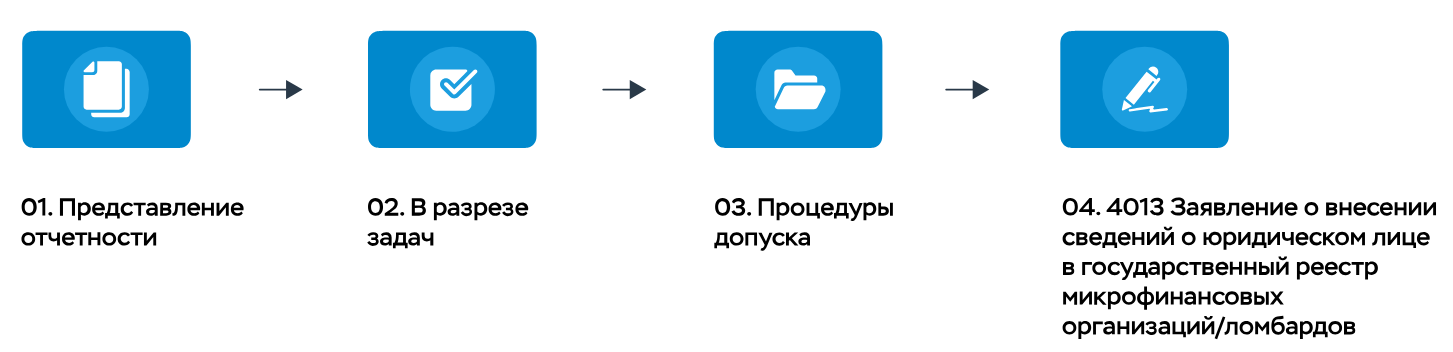 01. Представление
отчетности
02. В разрезе
задач
03. Процедуры
допуска
04. 4013 Заявление о внесении
сведений о юридическом лице
в государственный реестр
микрофинансовых
организаций/ломбардов